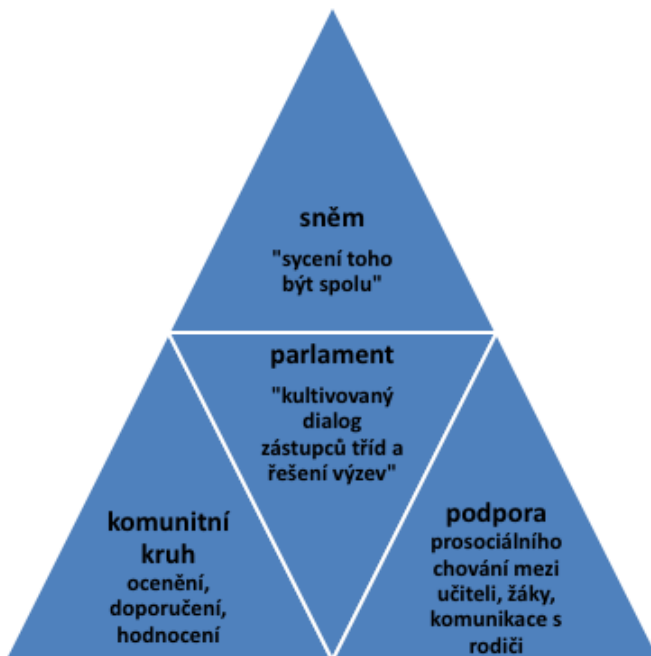 sněm
"sycení toho
být spolu"
parlament
"kultivovaný
dialog
zástupců tříd a
řešení výzev"
komunitní
kruh
ocenění,
doporučení,
hodnocení
podpora
prosociálního
chování mezi
učiteli, žáky,
komunikace s
rodiči